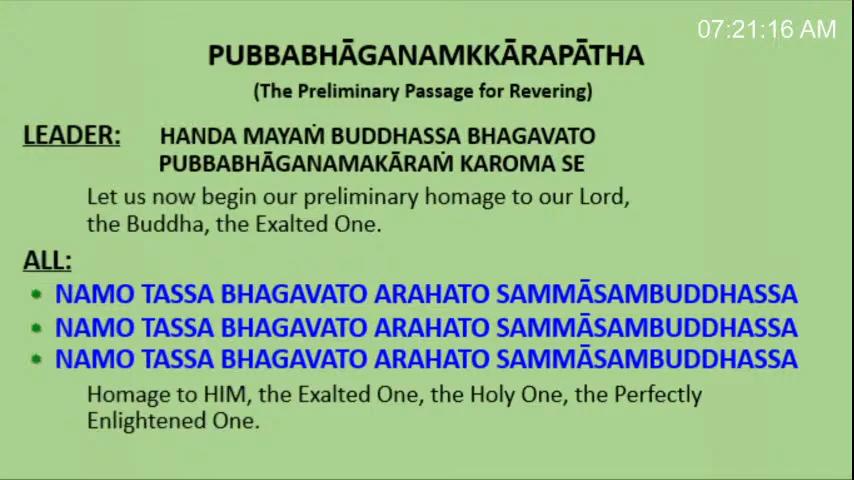 07:21:16 AM
PUBBABHĀGANAMKKĀRAPĀTHA
(The Preliminary Passage for Revering)
LEADER: HANDA MAYAṀ BUDDHASSA BHAGAVATO
PUBBABHĀGANAMAKĀRAṀ KAROMA SE
Let us now begin our preliminary homage to our Lord,
the Buddha, the Exalted One.
ALL:
• NAMO TASSA BHAGAVATO ARAHATO SAMMĀSAMBUDDHASSA
• NAMO TASSA BHAGAVATO ARAHATO SAMMĀSAMBUDDHASSA
• NAMO TASSA BHAGAVATO ARAHATO SAMMĀSAMBUDDHASSA
Homage to HIM, the Exalted One, the Holy One, the Perfectly
Enlightened One.